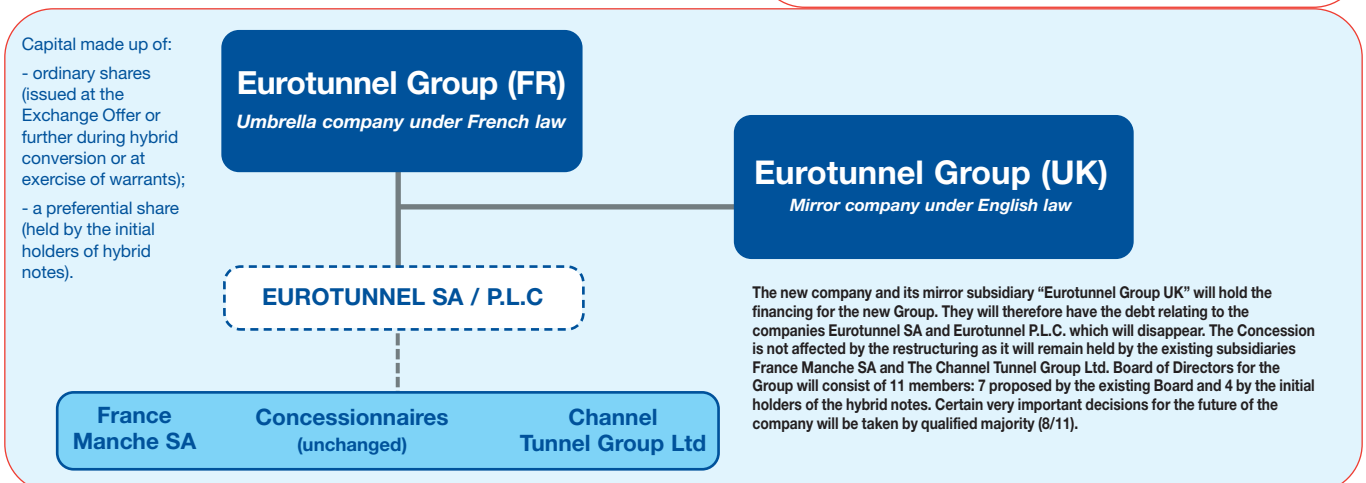 Capital made up of:
- ordinary shares
(issued at the
Exchange Offer or
further during hybrid
conversion or at
exercise of warrants);
- a preferential share
(held by the initial
holders of hybrid
notes).
Eurotunnel Group (FR)
Umbrella company under French law
Eurotunnel Group (UK)
Mirror company under English law
EUROTUNNEL SA / P.L.C
The new company and its mirror subsidiary “Eurotunnel Group UK” will hold the
financing for the new Group. They will therefore have the debt relating to the
companies Eurotunnel SA and Eurotunnel P.L.C. which will disappear. The Concession
is not affected by the restructuring as it will remain held by the existing subsidiaries
France Manche SA and The Channel Tunnel Group Ltd. Board of Directors for the
Group will consist of 11 members: 7 proposed by the existing Board and 4 by the initial
holders of the hybrid notes. Certain very important decisions for the future of the
company will be taken by qualified majority (8/11).
France
Manche SA
Concessionnaires
(unchanged)
Channel
Tunnel Group Ltd